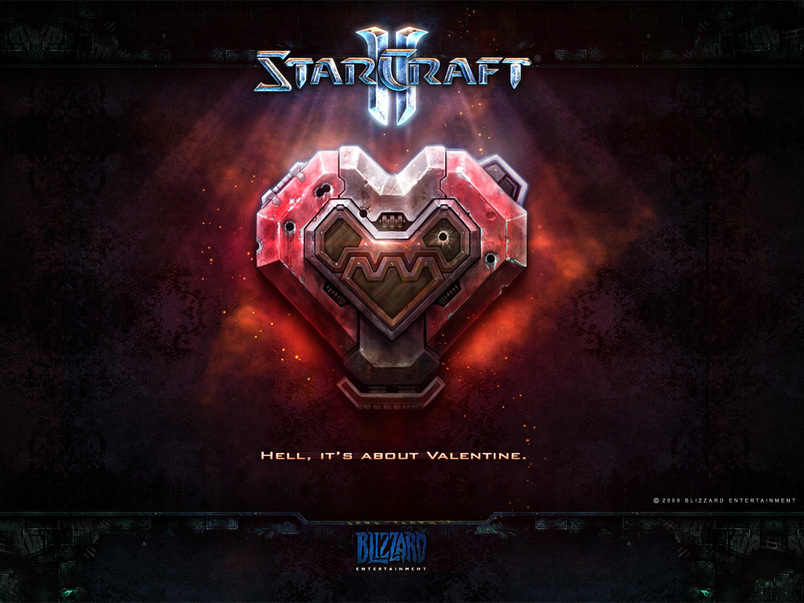 STARCRAFT II
HELL, IT'S ABOUT VALENTINE.
© 2009 BLIZZARD ENTERTAINMENT
BLIZZARD
ENTERTAINMENT